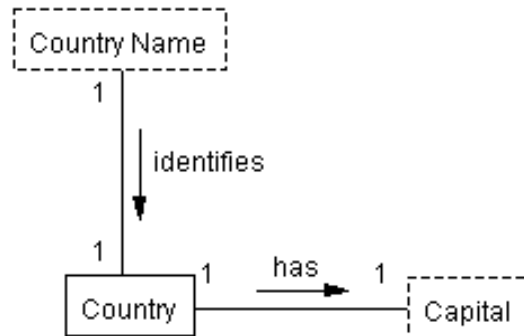 Country Name
1
identifies
1
1 has 1
Country
Capital